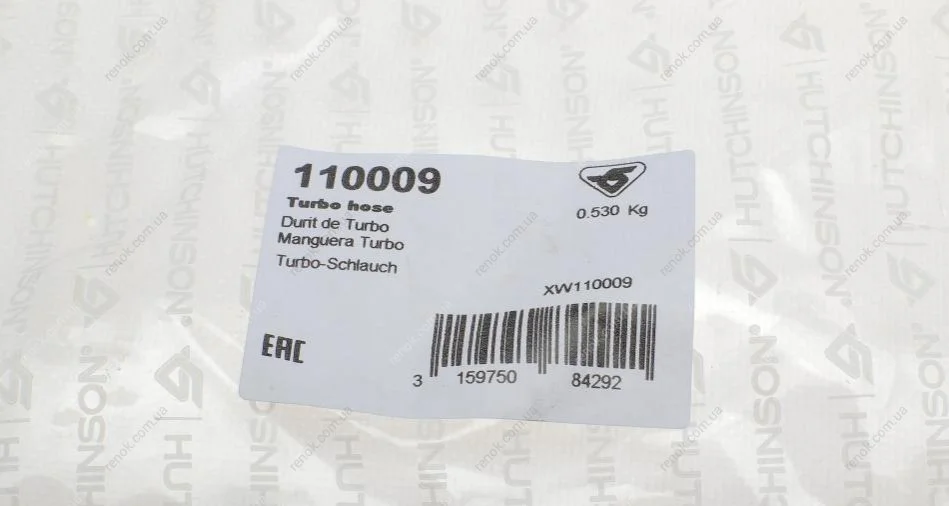 110009
Turbo hose
Durit de Turbo
Manguera Turbo
Turbo-Schlauch
0.530 Kg
XW110009
EAC
3 159750 84292
HUTCHINSON
renok.com.ua